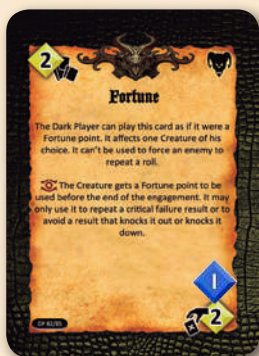 2
Fortune
The Dark Player can play this card as if it were a
Fortune point. It affects one Creature of his
choice. It can't be used to force an enemy to
repeat a roll.
The Creature gets a Fortune point to be
used before the end of the engagement. It may
only use it to repeat a critical failure result or to
avoid a result that knocks it out or knocks it
down.
1
2
DP 82/85